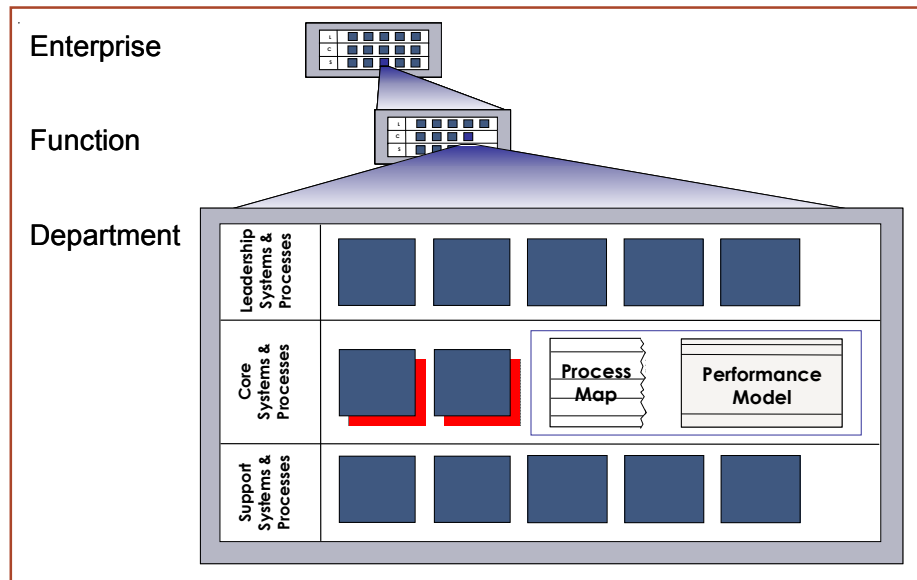 Enterprise
L
C
S
Function
L
C
S
Department
Leadership
Systems &
Processes
Core
Systems &
Processes
Process
Map
Performance
Model
Support
Systems &
Processes